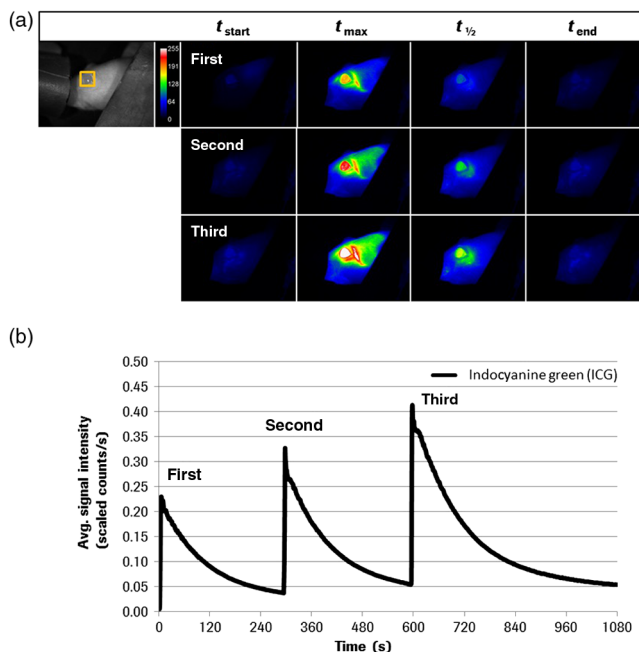 (a)
t start t max t ½ t end
255
191
128
64
0
First
Second
Third
(b)
0.50
0.45
0.40
0.35
0.30
0.25
0.20
0.15
0.10
0.05
0.00
Avg. signal intensity
(scaled counts/s)
Indocyanine green (ICG)
First
Second
Third
0 120 240 360 480 600 720 840 960 1080
Time (s)